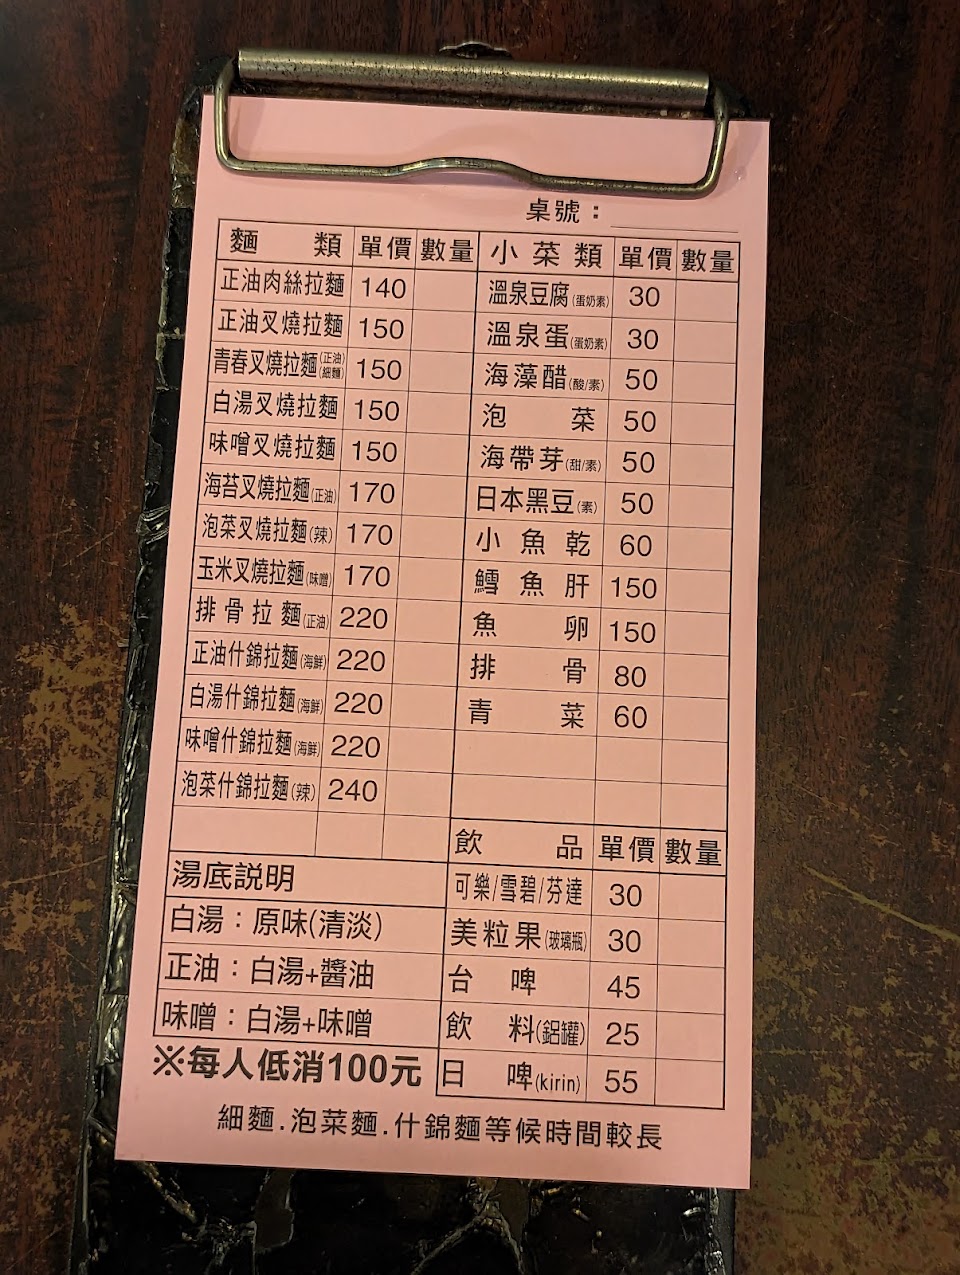 桌號：
麵類 單價 數量
正油肉絲拉麵 140
正油叉燒拉麵 150
青春叉燒拉麵(正油)(細麵) 150
白湯叉燒拉麵 150
味噌叉燒拉麵 150
海苔叉燒拉麵(正油) 170
泡菜叉燒拉麵(辣) 170
玉米叉燒拉麵(味噌) 170
排骨拉麵(正油) 220
正油什錦拉麵(海鮮) 220
白湯什錦拉麵(海鮮) 220
味噌什錦拉麵(海鮮) 220
泡菜什錦拉麵(辣) 240
湯底説明
白湯：原味(清淡)
正油：白湯+醬油
味噌：白湯+味噌
※每人低消100元
小菜類 單價 數量
溫泉豆腐(蛋奶素) 30
溫泉蛋(蛋奶素) 30
海藻醋(酸/素) 50
泡菜 50
海帶芽(甜/素) 50
日本黑豆(素) 50
小魚乾 60
鱈魚肝 150
魚卵 150
排骨 80
青菜 60
飲品 單價 數量
可樂/雪碧/芬達 30
美粒果(玻璃瓶) 30
台啤 45
飲料(鋁罐) 25
日啤(kirin) 55
細麵.泡菜麵.什錦麵等候時間較長